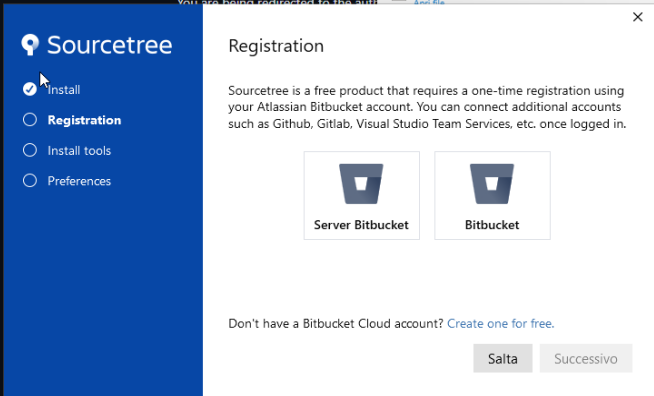 You are being redirected to the
Apri file
Sourcetree
Install
Registration
Install tools
Preferences
Registration
Sourcetree is a free product that requires a one-time registration using
your Atlassian Bitbucket account. You can connect additional accounts
such as Github, Gitlab, Visual Studio Team Services, etc. once logged in.
Server Bitbucket
Bitbucket
Don't have a Bitbucket Cloud account? Create one for free.
Salta
Successivo